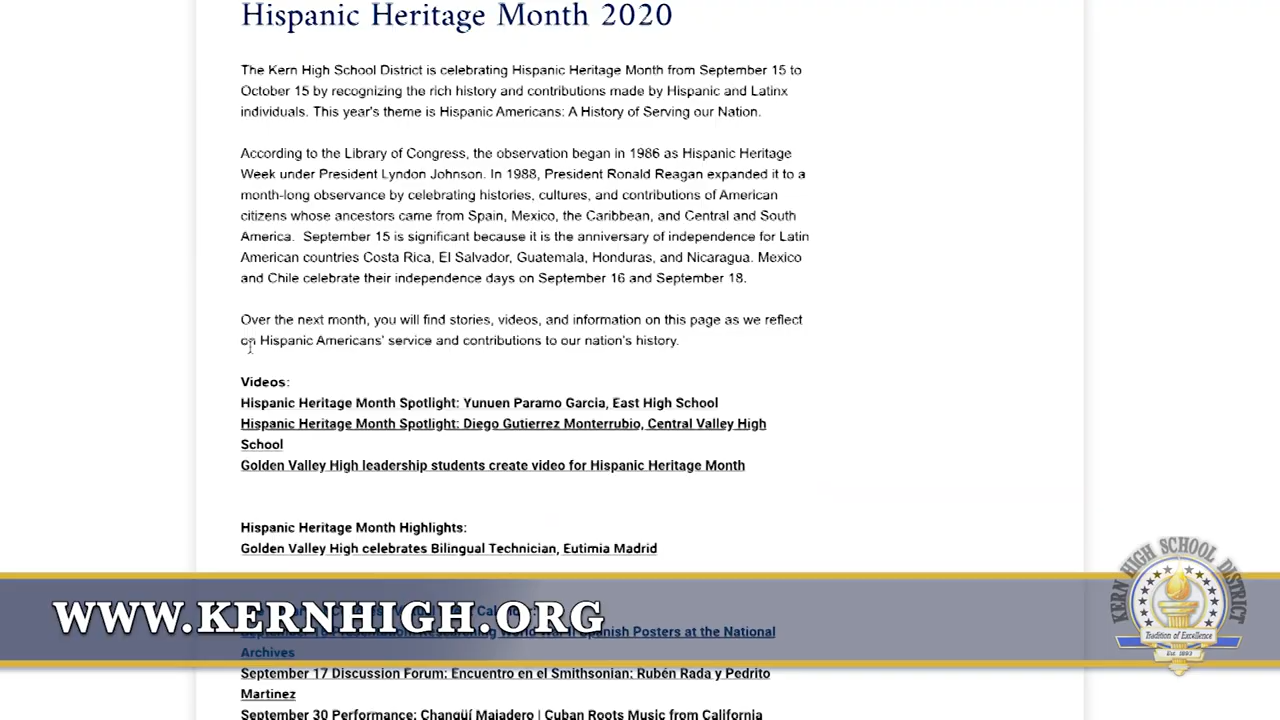 Hispanic Heritage Month 2020
The Kern High School District is celebrating Hispanic Heritage Month from September 15 to
October 15 by recognizing the rich history and contributions made by Hispanic and Latinx
individuals. This year's theme is Hispanic Americans: A History of Serving our Nation.
According to the Library of Congress, the observation began in 1986 as Hispanic Heritage
Week under President Lyndon Johnson. In 1988, President Ronald Reagan expanded it to a
month-long observance by celebrating histories, cultures, and contributions of American
citizens whose ancestors came from Spain, Mexico, the Caribbean, and Central and South
America.  September 15 is significant because it is the anniversary of independence for Latin
American countries Costa Rica, El Salvador, Guatemala, Honduras, and Nicaragua. Mexico
and Chile celebrate their independence days on September 16 and September 18.
Over the next month, you will find stories, videos, and information on this page as we reflect
on Hispanic Americans' service and contributions to our nation's history.
Videos:
Hispanic Heritage Month Spotlight: Yunuen Paramo Garcia, East High School
Hispanic Heritage Month Spotlight: Diego Gutierrez Monterrubio, Central Valley High
School
Golden Valley High leadership students create video for Hispanic Heritage Month
Hispanic Heritage Month Highlights:
Golden Valley High celebrates Bilingual Technician, Eutimia Madrid
WWW.KERNHIGH.ORG
Spanish Posters at the National
Archives
September 17 Discussion Forum: Encuentro en el Smithsonian: Rubén Rada y Pedrito
Martinez
September 30 Performance: Changüí Majadero | Cuban Roots Music from California
KERN HIGH SCHOOL DISTRICT
Tradition of Excellence
Est. 1893